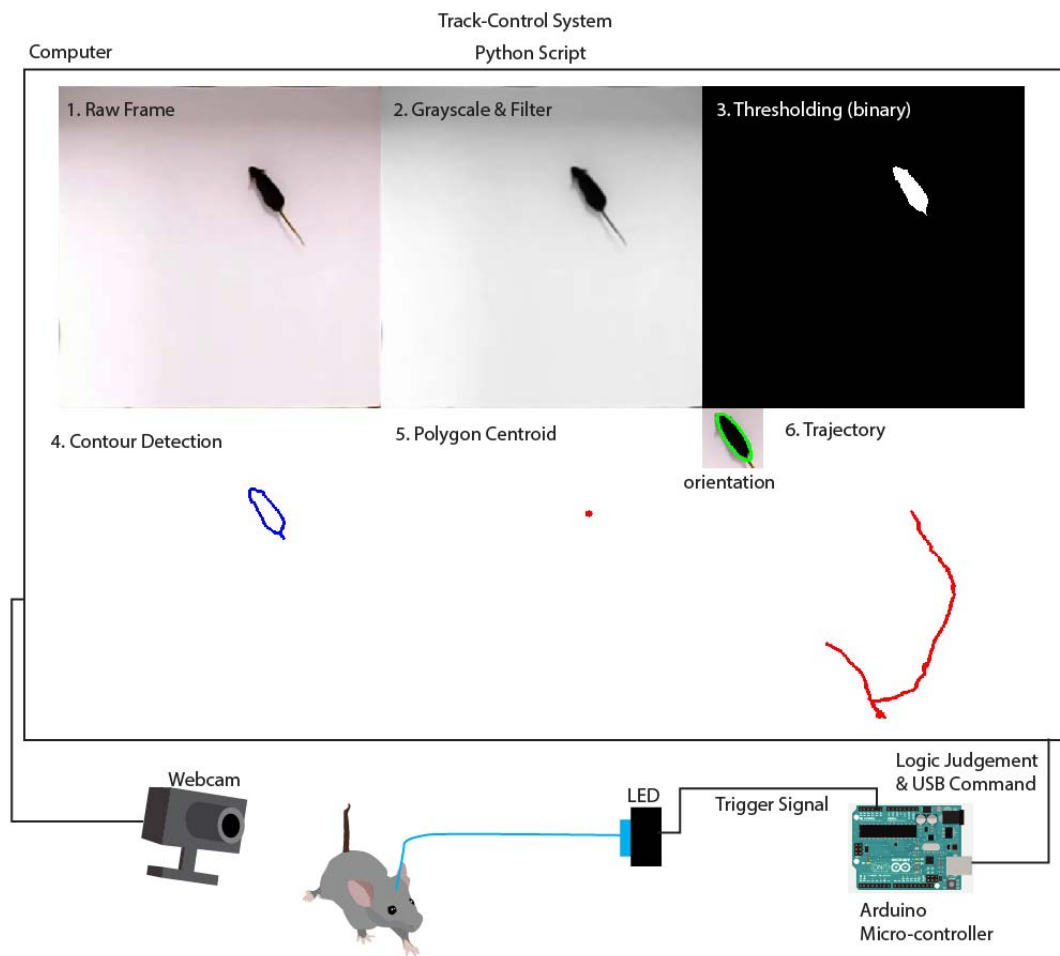 Track-Control System
Computer
Python Script
1. Raw Frame
2. Grayscale & Filter
3. Thresholding (binary)
4. Contour Detection
5. Polygon Centroid
6. Trajectory
orientation
Webcam
LED
Trigger Signal
Logic Judgement
& USB Command
Arduino
Micro-controller